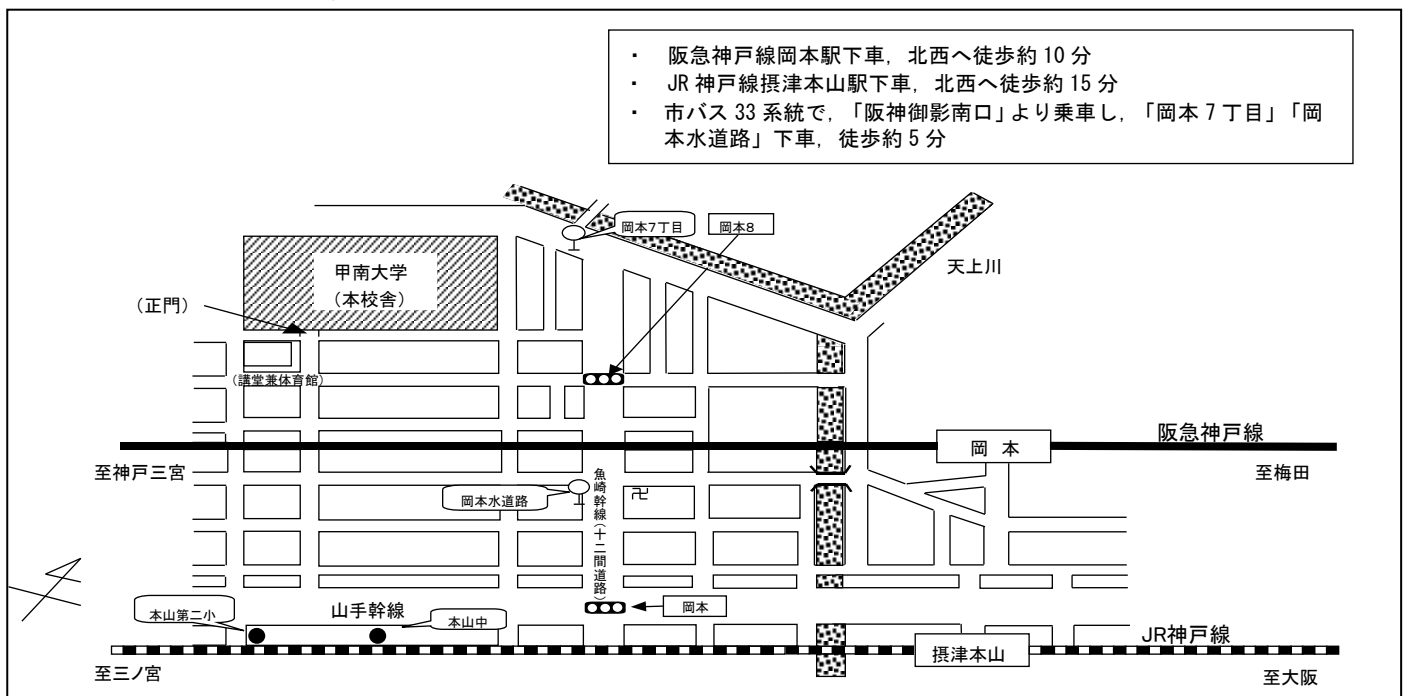 ・ 阪急神戸線岡本駅下車，北西へ徒歩約 10 分
・ JR 神戸線摂津本山駅下車，北西へ徒歩約 15 分
・ 市バス 33 系統で，「阪神御影南口」より乗車し，「岡本 7 丁目」「岡
本水道路」下車，徒歩約 5 分
岡本7丁目
岡本8
天上川
甲南大学
（本校舎）
（正門）
（講堂兼体育館）
阪急神戸線
岡 本
至神戸三宮
至梅田
岡本水道路
魚崎幹線（十二間道路）
卍
本山第二小
山手幹線
本山中
岡本
JR神戸線
摂津本山
至三ノ宮
至大阪